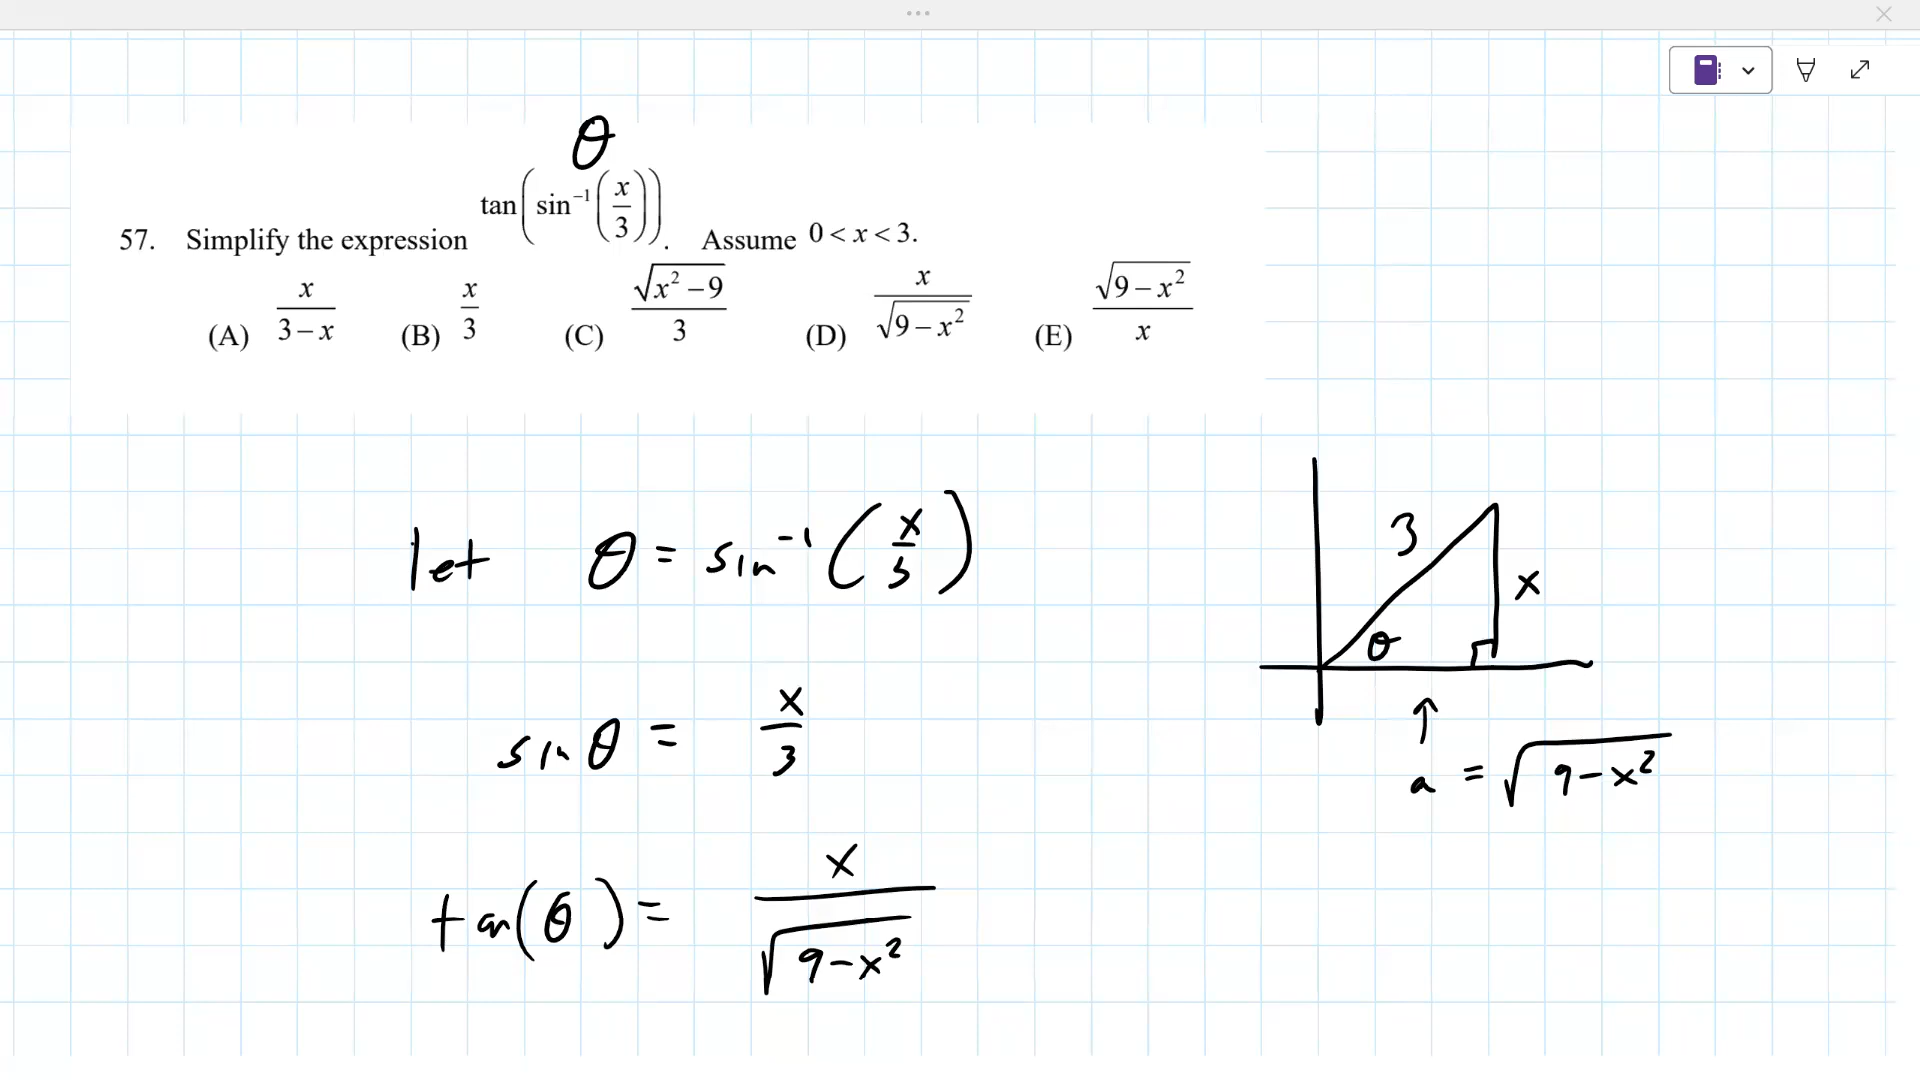 θ
57. Simplify the expression tan(sin⁻¹(x/3)). Assume 0 < x < 3.
(A) x/(3−x) (B) x/3 (C) √(x²−9)/3 (D) x/√(9−x²) (E) √(9−x²)/x
let θ = sin⁻¹(x/3)
3
x
θ
sinθ = x/3
↑
a = √(9−x²)
tan(θ) = x/√(9−x²)